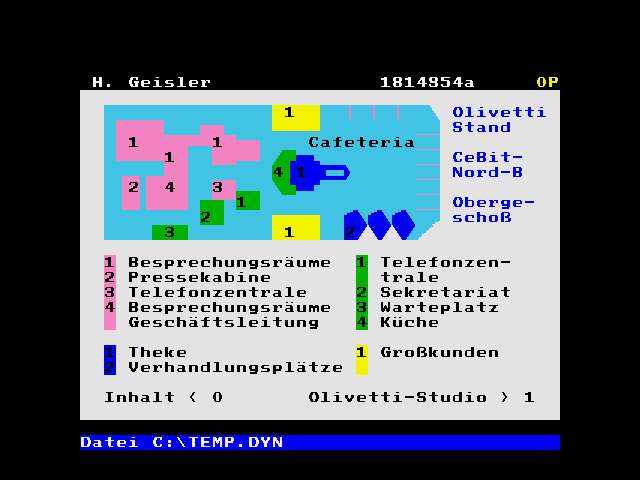 H. Geisler 1814854a OP
1 Olivetti
Stand
1 1 Cafeteria
1 CeBit-
4 1 Nord-B
2 4 3
1 Oberge-
2 schoß
3 1 2
1 Besprechungsräume 1 Telefonzen-
2 Pressekabine trale
3 Telefonzentrale 2 Sekretariat
4 Besprechungsräume 3 Warteplatz
Geschäftsleitung 4 Küche
1 Theke 1 Großkunden
2 Verhandlungsplätze
Inhalt < 0 Olivetti-Studio > 1
Datei C:\TEMP.DYN